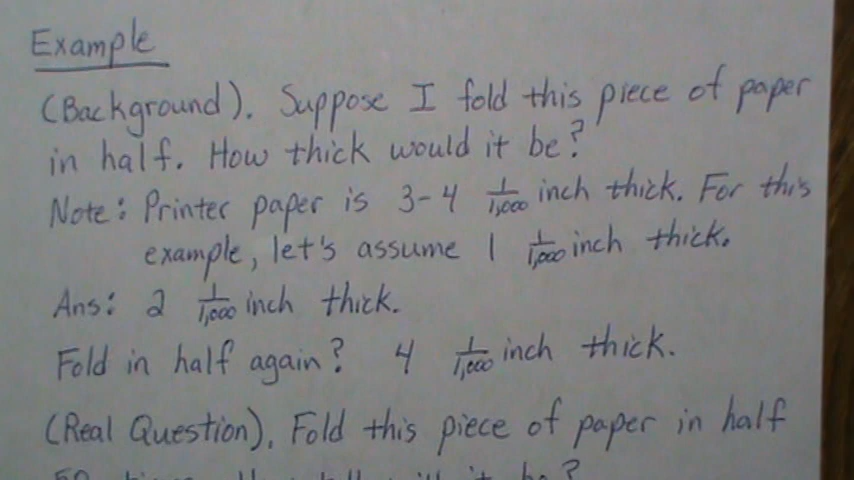 Example
(Background). Suppose I fold this piece of paper
in half. How thick would it be?
Note: Printer paper is 3-4 1/1,000 inch thick. For this
example, let's assume 1 1/1,000 inch thick.
Ans: 2 1/1,000 inch thick.
Fold in half again? 4 1/1,000 inch thick.
(Real Question). Fold this piece of paper in half
be?